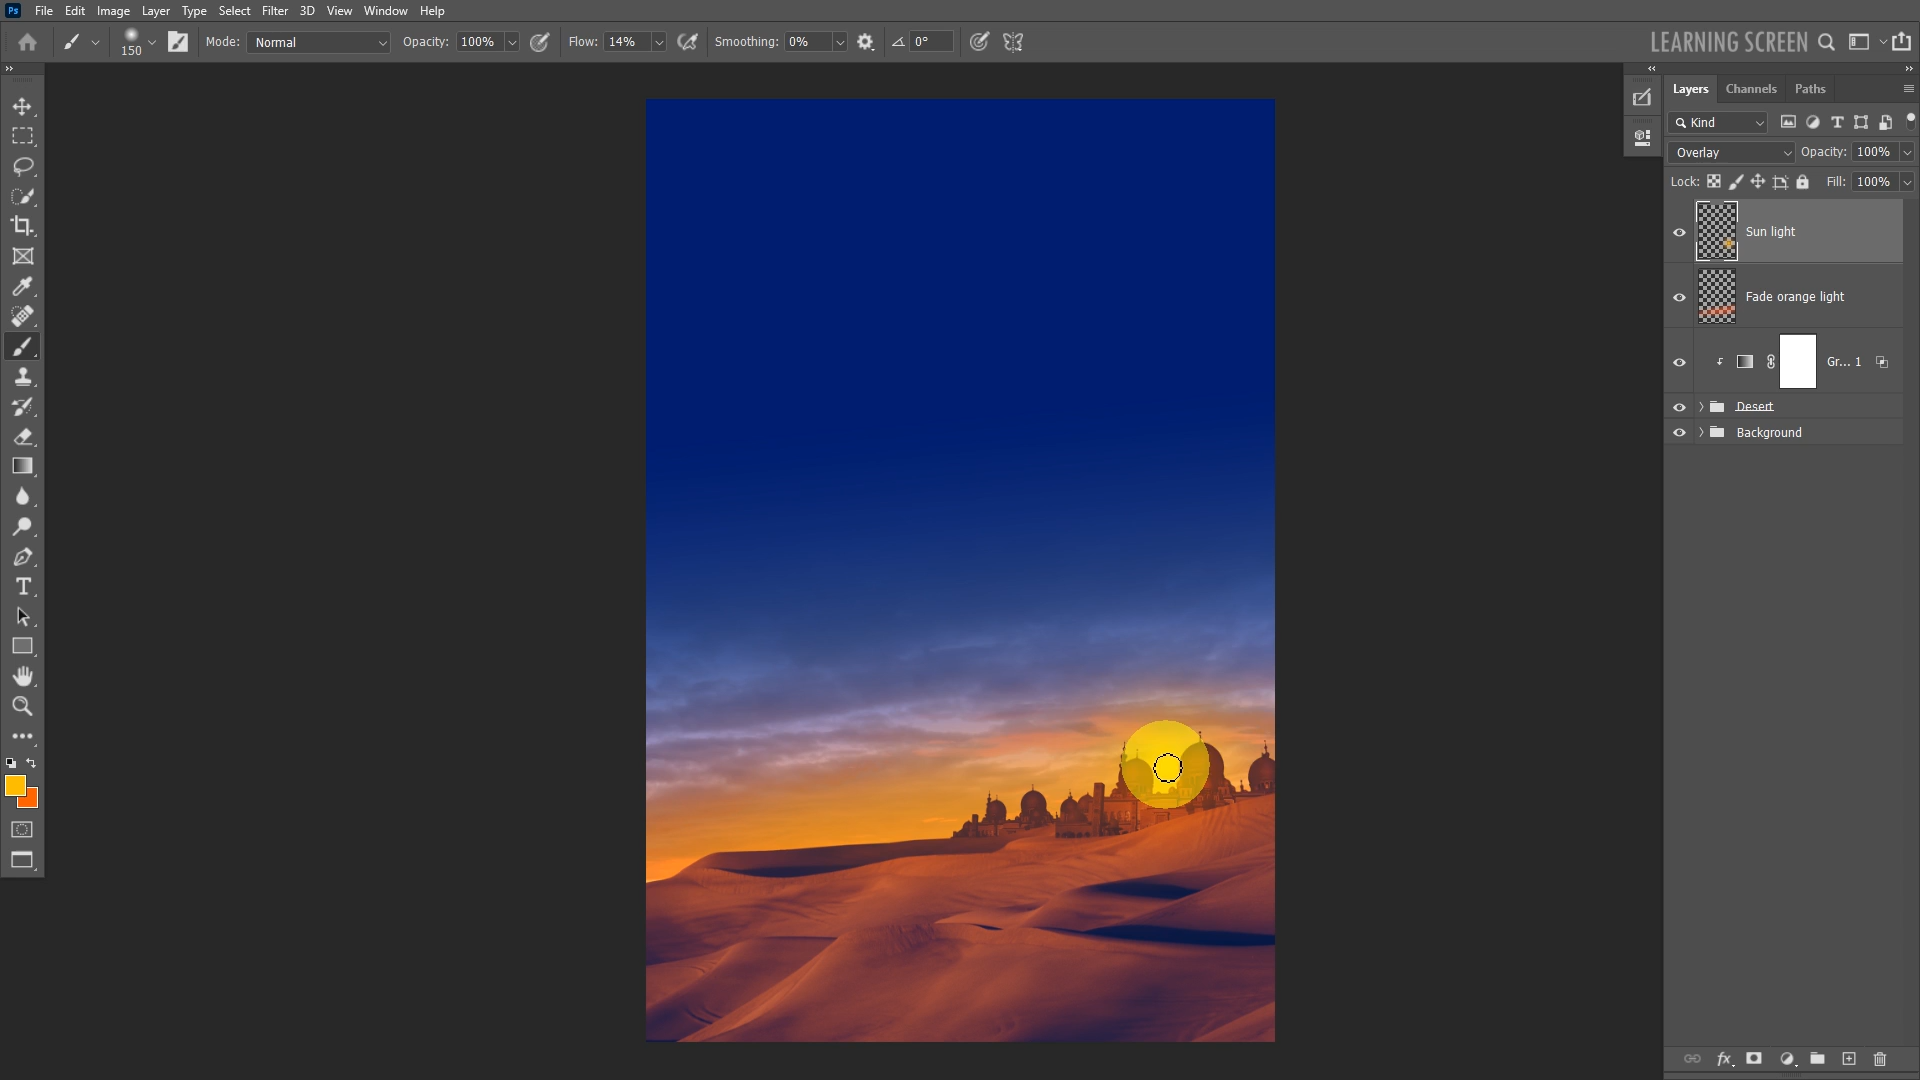 Ps File Edit Image Layer Type Select Filter 3D View Window Help
150 Mode: Normal Opacity: 100% Flow: 14% Smoothing: 0% 0° LEARNING SCREEN
Layers Channels Paths
Kind
Overlay Opacity: 100%
Lock: Fill: 100%
Sun light
Fade orange light
Gr... 1
Desert
Background
fx